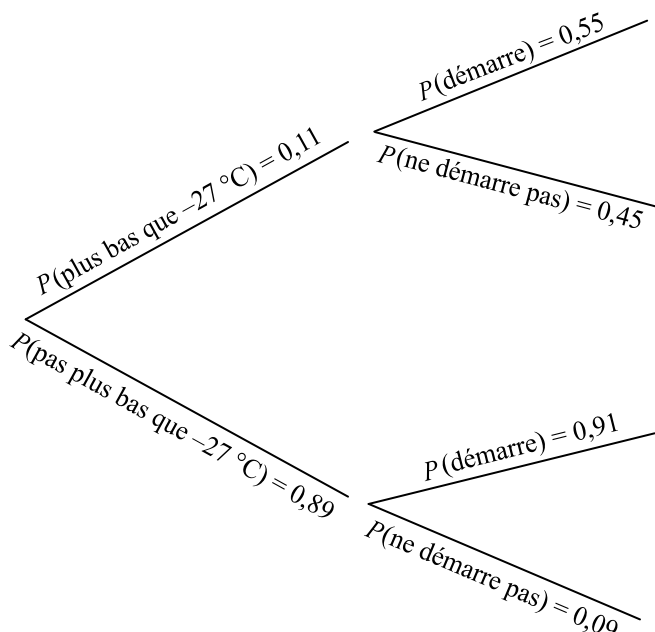 P(démarre) = 0,55
P(plus bas que –27 °C) = 0,11
P(ne démarre pas) = 0,45
P(pas plus bas que –27 °C) = 0,89
P(démarre) = 0,91
P(ne démarre pas) = 0,09